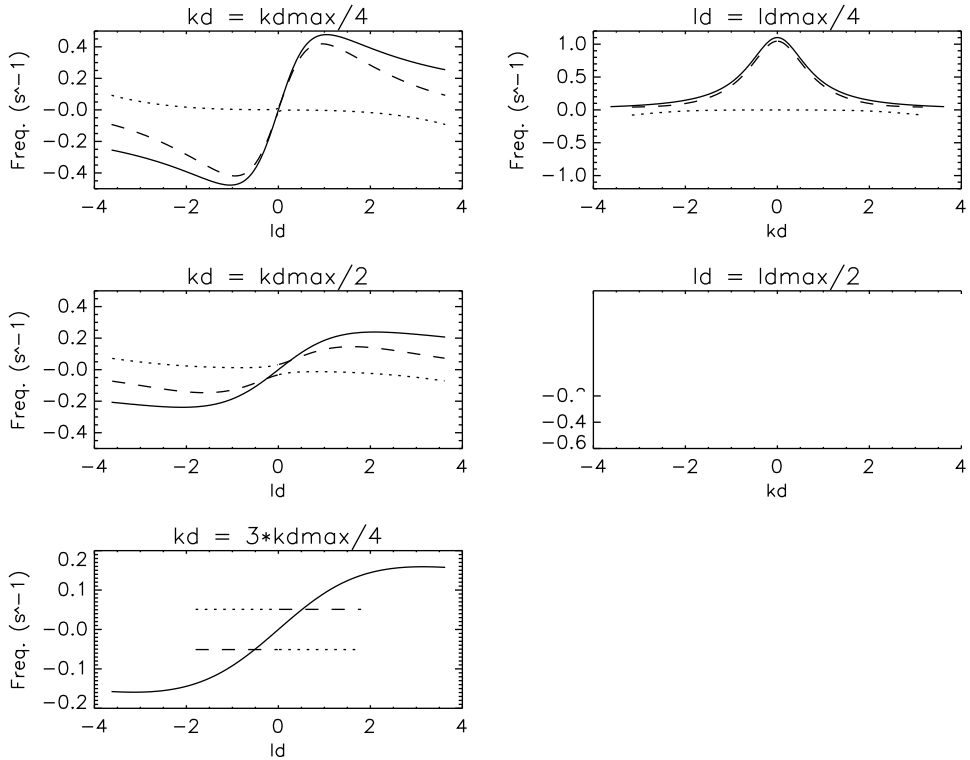 kd = kdmax/4
Freq. (s^-1)
0.4
0.2
-0.0
-0.2
-0.4
-4 -2 0 2 4
ld
ld = ldmax/4
Freq. (s^-1)
1.0
0.5
0.0
-0.5
-1.0
-4 -2 0 2 4
kd
kd = kdmax/2
Freq. (s^-1)
0.4
0.2
-0.0
-0.2
-0.4
-4 -2 0 2 4
ld
ld = ldmax/2
-0.4
-0.6
-4 -2 0 2 4
kd
kd = 3*kdmax/4
Freq. (s^-1)
0.2
0.1
-0.0
-0.1
-0.2
-4 -2 0 2 4
ld